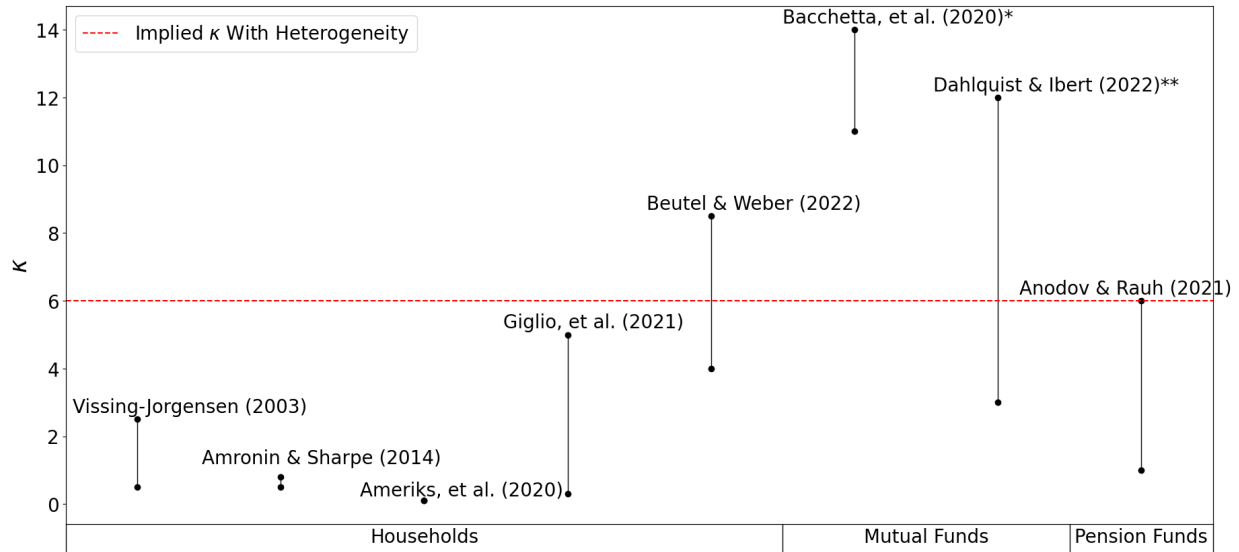 Implied κ With Heterogeneity
Bacchetta, et al. (2020)*
Dahlquist & Ibert (2022)**
Beutel & Weber (2022)
Anodov & Rauh (2021)
Giglio, et al. (2021)
Vissing-Jorgensen (2003)
Amronin & Sharpe (2014)
Ameriks, et al. (2020)
κ
14
12
10
8
6
4
2
0
Households
Mutual Funds
Pension Funds